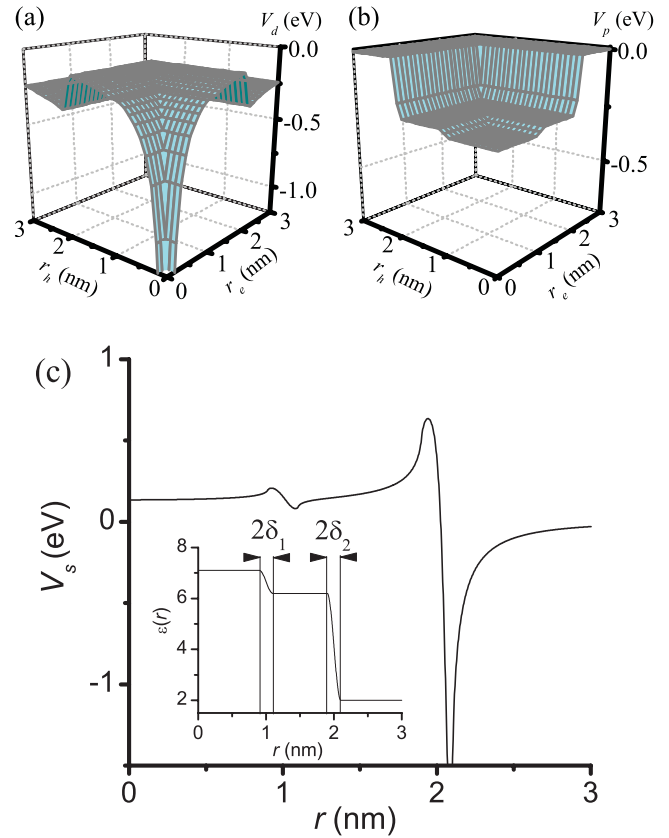 (a) V_d (eV) (b) V_p (eV)
0.0 0.0
-0.5 -0.5
-1.0
3 2 1 0 0 1 2 3
r_h (nm) r_e (nm)
3 2 1 0 0 1 2 3
r_h (nm) r_e (nm)
(c)
1
0
-1
V_s (eV)
2δ_1 2δ_2
8
6
4
2
ε(r)
0 1 2 3
r (nm)
0 1 2 3
r (nm)